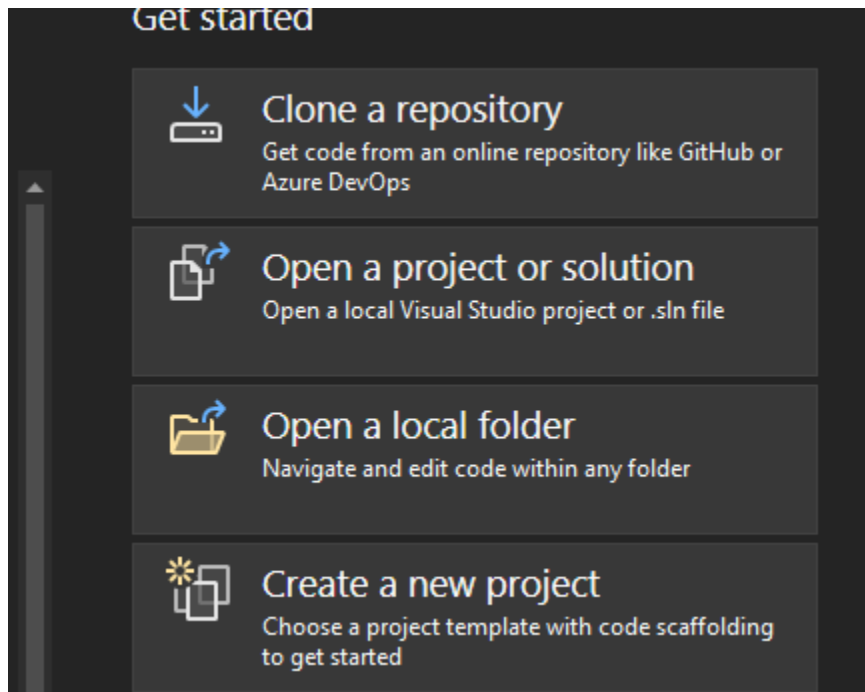 Get started
Clone a repository
Get code from an online repository like GitHub or
Azure DevOps
Open a project or solution
Open a local Visual Studio project or .sln file
Open a local folder
Navigate and edit code within any folder
Create a new project
Choose a project template with code scaffolding
to get started